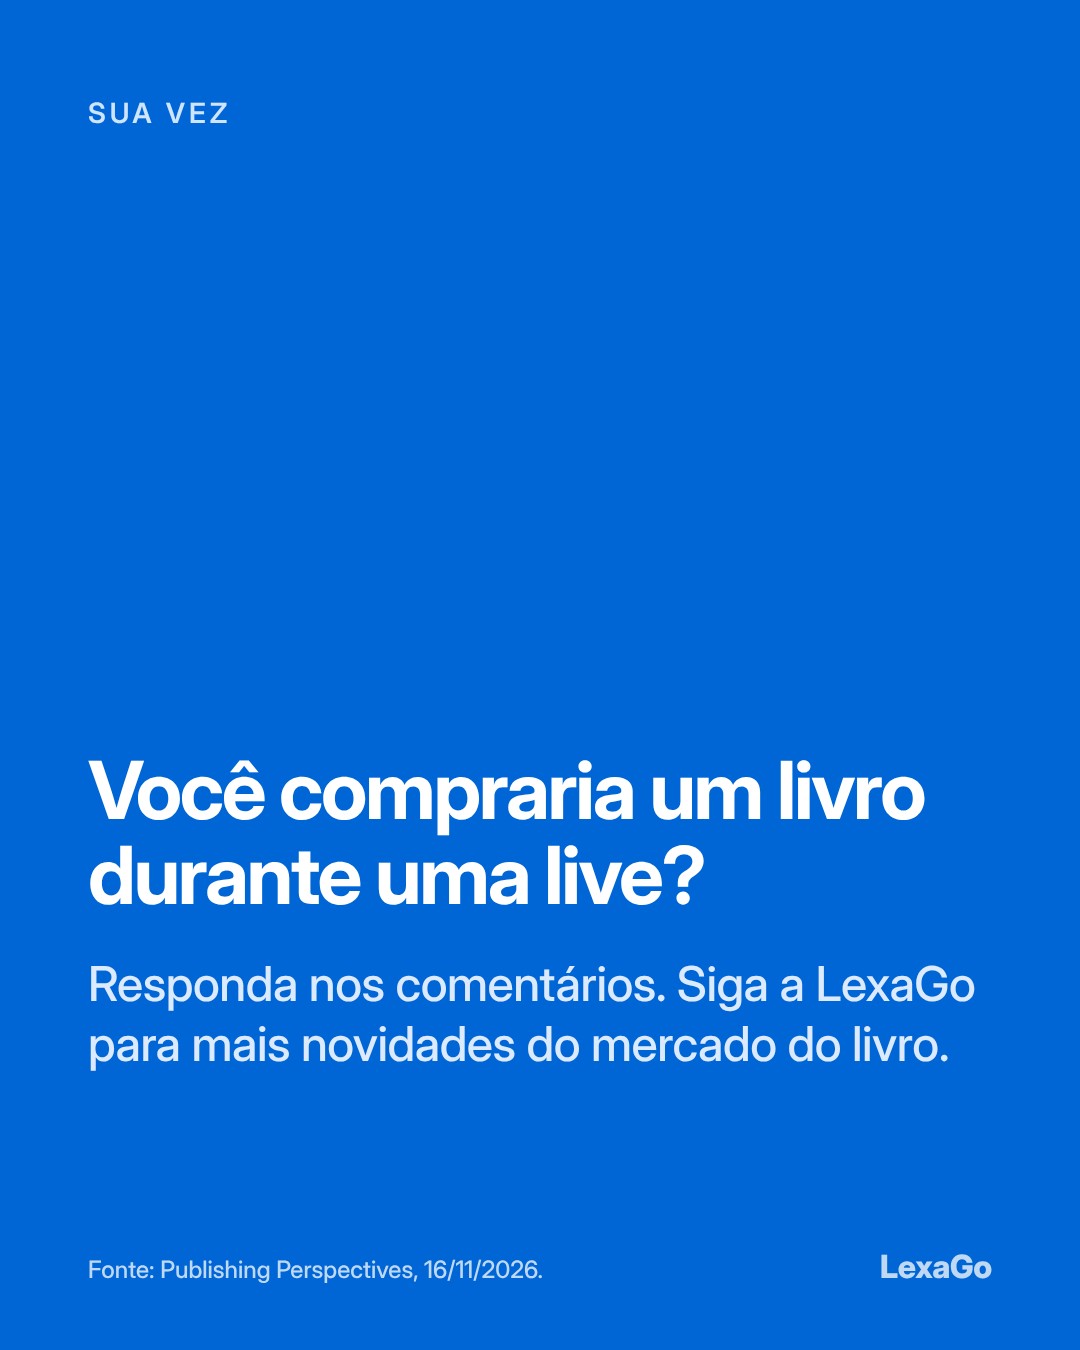 SUA VEZ
Você compraria um livro
durante uma live?
Responda nos comentários. Siga a LexaGo
para mais novidades do mercado do livro.
Fonte: Publishing Perspectives, 16/11/2026.
LexaGo